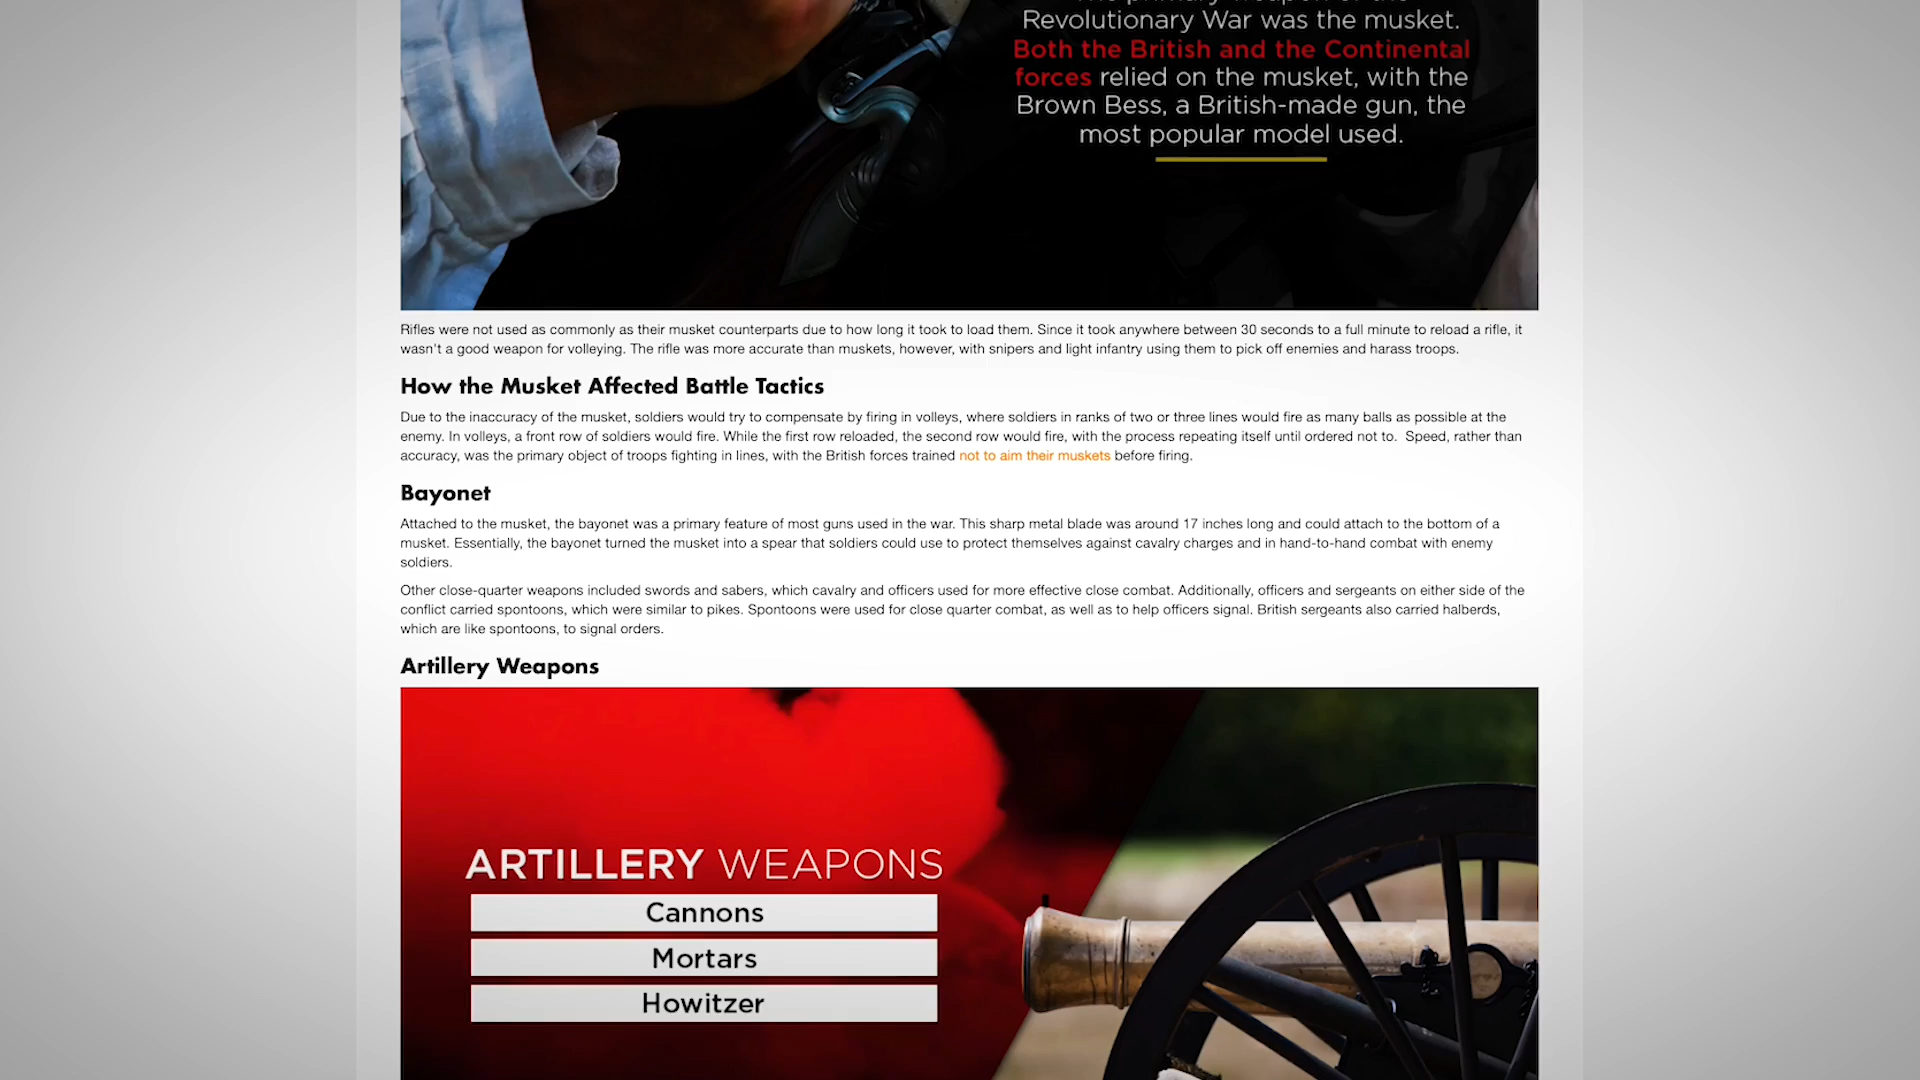 Revolutionary War was the musket.
Both the British and the Continental
forces relied on the musket, with the
Brown Bess, a British-made gun, the
most popular model used.
Rifles were not used as commonly as their musket counterparts due to how long it took to load them. Since it took anywhere between 30 seconds to a full minute to reload a rifle, it
wasn't a good weapon for volleying. The rifle was more accurate than muskets, however, with snipers and light infantry using them to pick off enemies and harass troops.
How the Musket Affected Battle Tactics
Due to the inaccuracy of the musket, soldiers would try to compensate by firing in volleys, where soldiers in ranks of two or three lines would fire as many balls as possible at the
enemy. In volleys, a front row of soldiers would fire. While the first row reloaded, the second row would fire, with the process repeating itself until ordered not to.  Speed, rather than
accuracy, was the primary object of troops fighting in lines, with the British forces trained not to aim their muskets before firing.
Bayonet
Attached to the musket, the bayonet was a primary feature of most guns used in the war. This sharp metal blade was around 17 inches long and could attach to the bottom of a
musket. Essentially, the bayonet turned the musket into a spear that soldiers could use to protect themselves against cavalry charges and in hand-to-hand combat with enemy
soldiers.
Other close-quarter weapons included swords and sabers, which cavalry and officers used for more effective close combat. Additionally, officers and sergeants on either side of the
conflict carried spontoons, which were similar to pikes. Spontoons were used for close quarter combat, as well as to help officers signal. British sergeants also carried halberds,
which are like spontoons, to signal orders.
Artillery Weapons
ARTILLERY WEAPONS
Cannons
Mortars
Howitzer